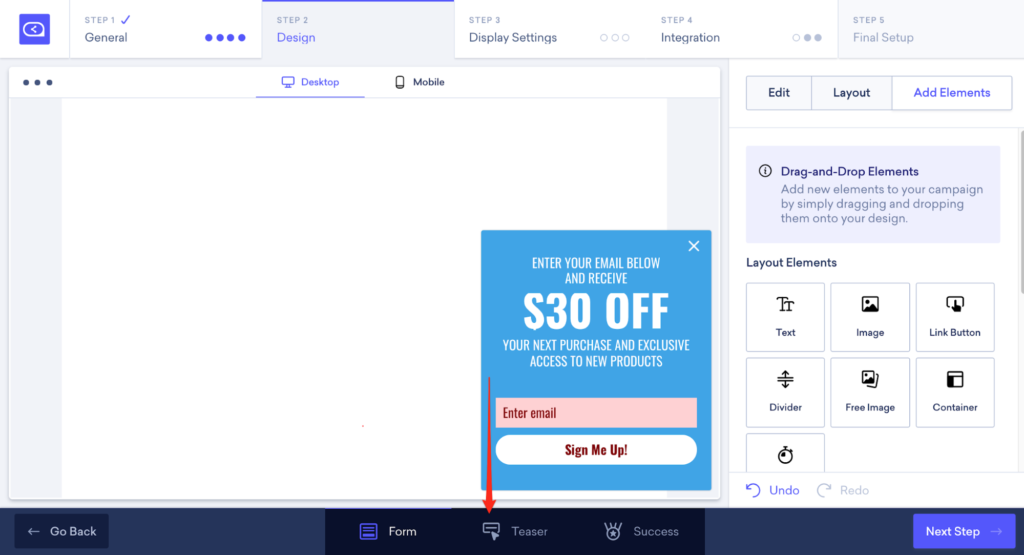 STEP 1
General
STEP 2
Design
STEP 3
Display Settings
STEP 4
Integration
STEP 5
Final Setup
Desktop
Mobile
Edit
Layout
Add Elements
Drag-and-Drop Elements
Add new elements to your campaign
by simply dragging and dropping
them onto your design.
Layout Elements
Text
Image
Link Button
Divider
Free Image
Container
Undo
Redo
ENTER YOUR EMAIL BELOW
AND RECEIVE
$30 OFF
YOUR NEXT PURCHASE AND EXCLUSIVE
ACCESS TO NEW PRODUCTS
Enter email
Sign Me Up!
Go Back
Form
Teaser
Success
Next Step